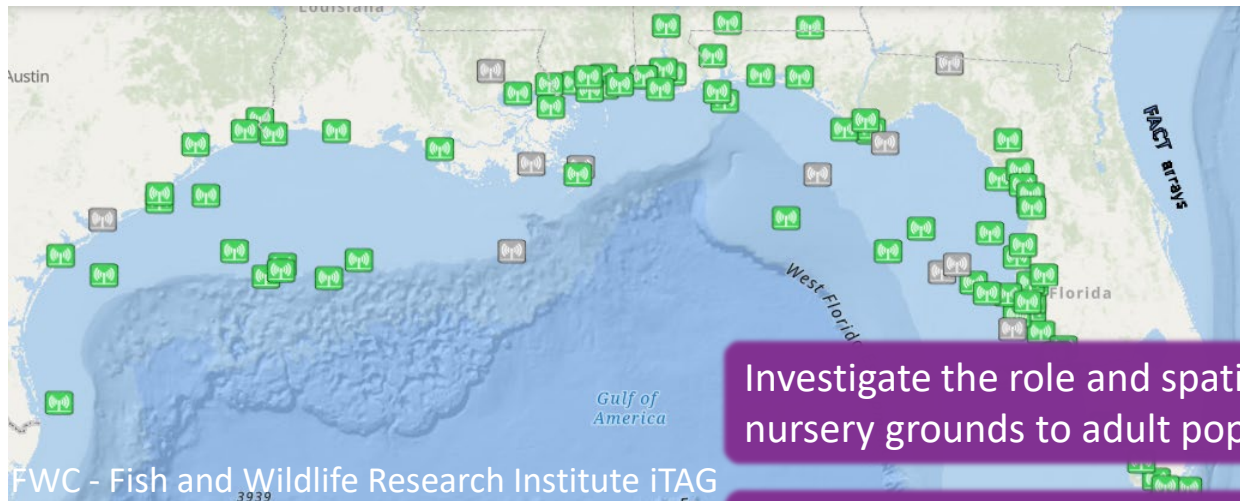 Louisiana
Austin
FACT arrays
Florida
West Florida
Gulf of
America
Investigate the role and spati
nursery grounds to adult pop
FWC - Fish and Wildlife Research Institute iTAG
3939